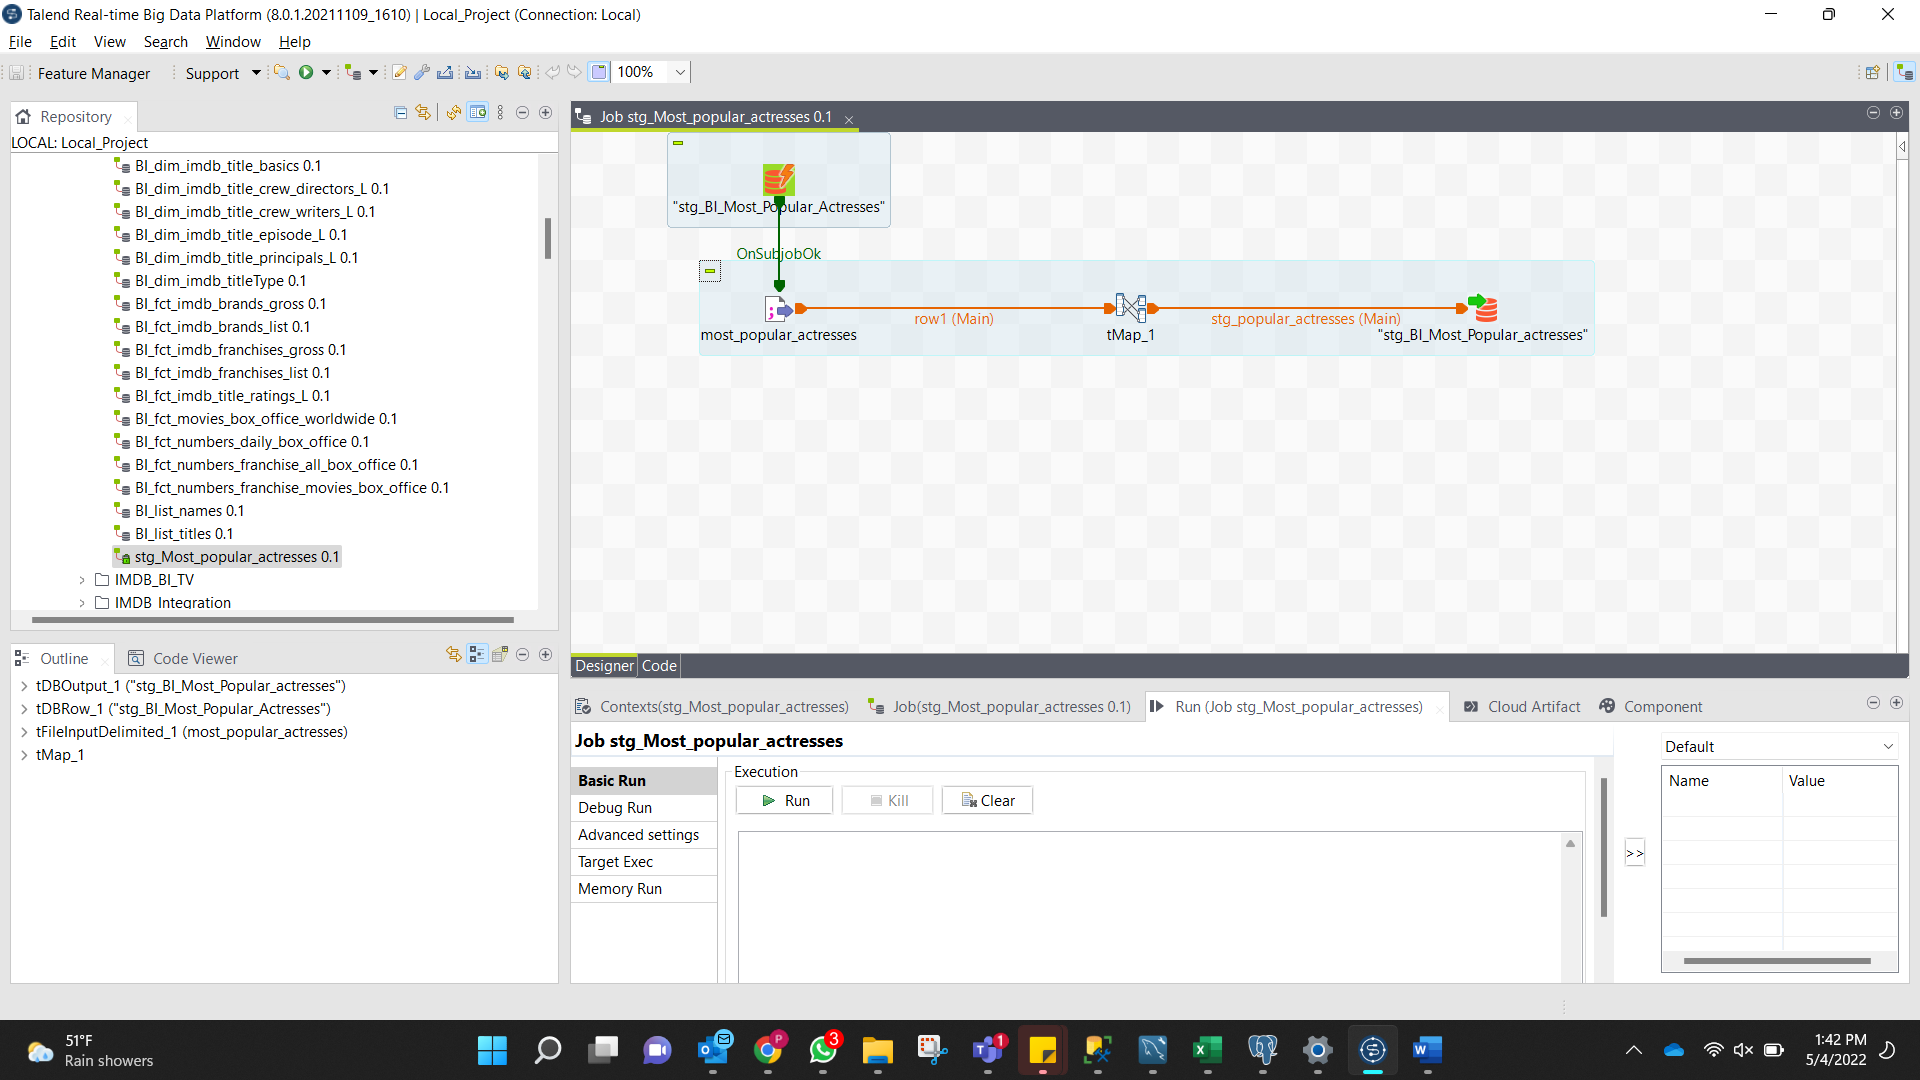 Talend Real-time Big Data Platform (8.0.1.20211109_1610) | Local_Project (Connection: Local)
File Edit View Search Window Help
Feature Manager Support 100%
Repository
LOCAL: Local_Project
BI_dim_imdb_title_basics 0.1
BI_dim_imdb_title_crew_directors_L 0.1
BI_dim_imdb_title_crew_writers_L 0.1
BI_dim_imdb_title_episode_L 0.1
BI_dim_imdb_title_principals_L 0.1
BI_dim_imdb_titleType 0.1
BI_fct_imdb_brands_gross 0.1
BI_fct_imdb_brands_list 0.1
BI_fct_imdb_franchises_gross 0.1
BI_fct_imdb_franchises_list 0.1
BI_fct_imdb_title_ratings_L 0.1
BI_fct_movies_box_office_worldwide 0.1
BI_fct_numbers_daily_box_office 0.1
BI_fct_numbers_franchise_all_box_office 0.1
BI_fct_numbers_franchise_movies_box_office 0.1
BI_list_names 0.1
BI_list_titles 0.1
stg_Most_popular_actresses 0.1
IMDB_BI_TV
IMDB Integration
Job stg_Most_popular_actresses 0.1
"stg_BI_Most_Popular_Actresses"
OnSubjobOk
row1 (Main)
stg_popular_actresses (Main)
most_popular_actresses
tMap_1
"stg_BI_Most_Popular_actresses"
Designer Code
Outline Code Viewer
tDBOutput_1 ("stg_BI_Most_Popular_actresses")
tDBRow_1 ("stg_BI_Most_Popular_Actresses")
tFileInputDelimited_1 (most_popular_actresses)
tMap_1
Contexts(stg_Most_popular_actresses) Job(stg_Most_popular_actresses 0.1) Run (Job stg_Most_popular_actresses) Cloud Artifact Component
Job stg_Most_popular_actresses
Basic Run
Debug Run
Advanced settings
Target Exec
Memory Run
Execution
Run Kill Clear
>>
Default
Name Value
51°F
Rain showers
P
3
1
1:42 PM
5/4/2022